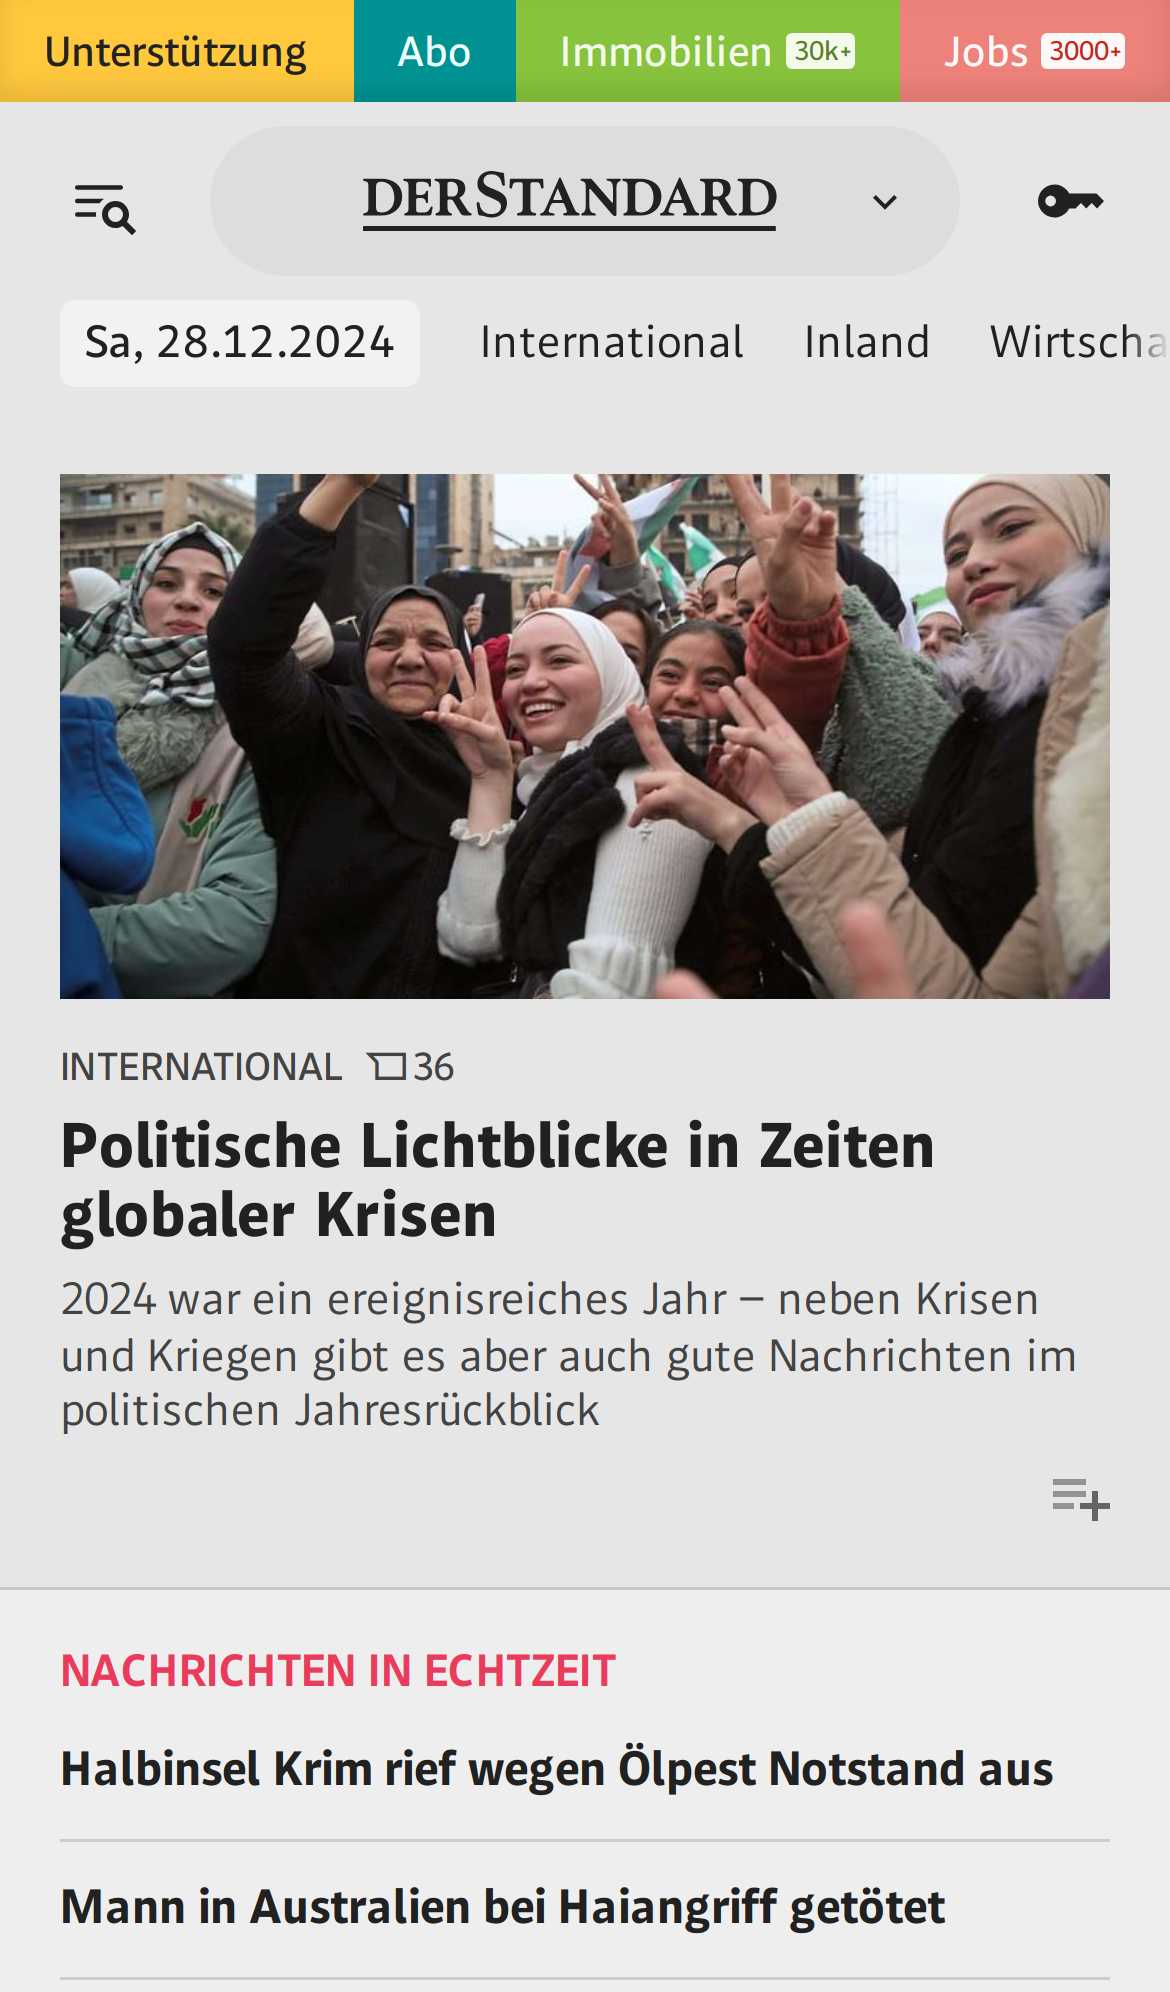 Unterstützung
Abo
Immobilien 30k+
Jobs 3000+
DER STANDARD
Sa, 28.12.2024
International
Inland
Wirtscha
INTERNATIONAL 36
Politische Lichtblicke in Zeiten
globaler Krisen
2024 war ein ereignisreiches Jahr – neben Krisen
und Kriegen gibt es aber auch gute Nachrichten im
politischen Jahresrückblick
NACHRICHTEN IN ECHTZEIT
Halbinsel Krim rief wegen Ölpest Notstand aus
Mann in Australien bei Haiangriff getötet